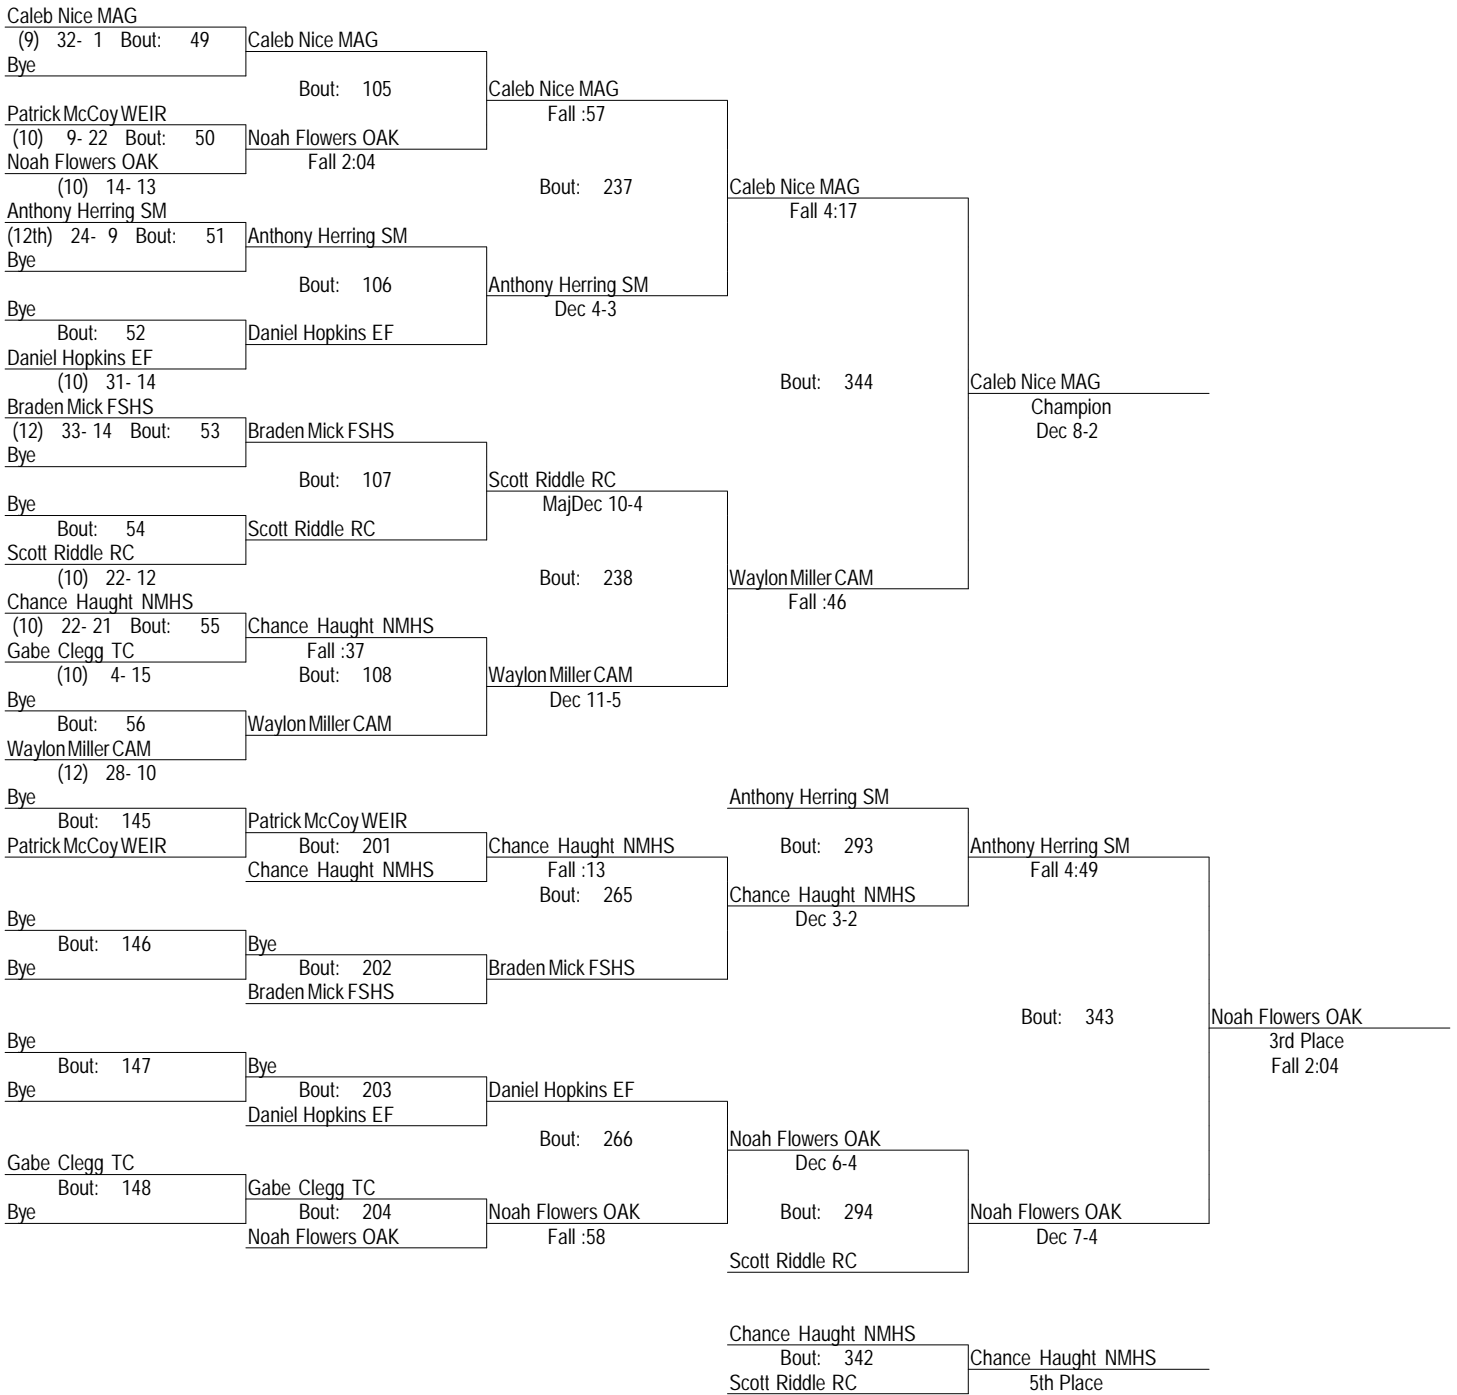 Caleb Nice MAG
(9) 32- 1 Bout: 49 Caleb Nice MAG
Bye
Bout: 105 Caleb Nice MAG
Patrick McCoy WEIR Fall :57
(10) 9- 22 Bout: 50 Noah Flowers OAK
Noah Flowers OAK Fall 2:04
(10) 14- 13 Bout: 237 Caleb Nice MAG
Anthony Herring SM Fall 4:17
(12th) 24- 9 Bout: 51 Anthony Herring SM
Bye
Bout: 106 Anthony Herring SM
Bye Dec 4-3
Bout: 52 Daniel Hopkins EF
Daniel Hopkins EF
(10) 31- 14 Bout: 344 Caleb Nice MAG
Braden Mick FSHS Champion
(12) 33- 14 Bout: 53 Braden Mick FSHS Dec 8-2
Bye
Bout: 107 Scott Riddle RC
Bye MajDec 10-4
Bout: 54 Scott Riddle RC
Scott Riddle RC
(10) 22- 12 Bout: 238 Waylon Miller CAM
Chance Haught NMHS Fall :46
(10) 22- 21 Bout: 55 Chance Haught NMHS
Gabe Clegg TC Fall :37
(10) 4- 15 Bout: 108 Waylon Miller CAM
Bye Dec 11-5
Bout: 56 Waylon Miller CAM
Waylon Miller CAM
(12) 28- 10
Bye Anthony Herring SM
Bout: 145 Patrick McCoy WEIR
Patrick McCoy WEIR Bout: 201 Chance Haught NMHS Bout: 293 Anthony Herring SM
Chance Haught NMHS Fall :13 Fall 4:49
Bout: 265 Chance Haught NMHS
Bye Dec 3-2
Bout: 146 Bye
Bye Bout: 202 Braden Mick FSHS
Braden Mick FSHS
Bout: 343 Noah Flowers OAK
Bye 3rd Place
Bout: 147 Bye Fall 2:04
Bye Bout: 203 Daniel Hopkins EF
Daniel Hopkins EF
Bout: 266 Noah Flowers OAK
Gabe Clegg TC Dec 6-4
Bout: 148 Gabe Clegg TC
Bye Bout: 204 Noah Flowers OAK Bout: 294 Noah Flowers OAK
Noah Flowers OAK Fall :58 Dec 7-4
Scott Riddle RC
Chance Haught NMHS
Bout: 342 Chance Haught NMHS
Scott Riddle RC 5th Place